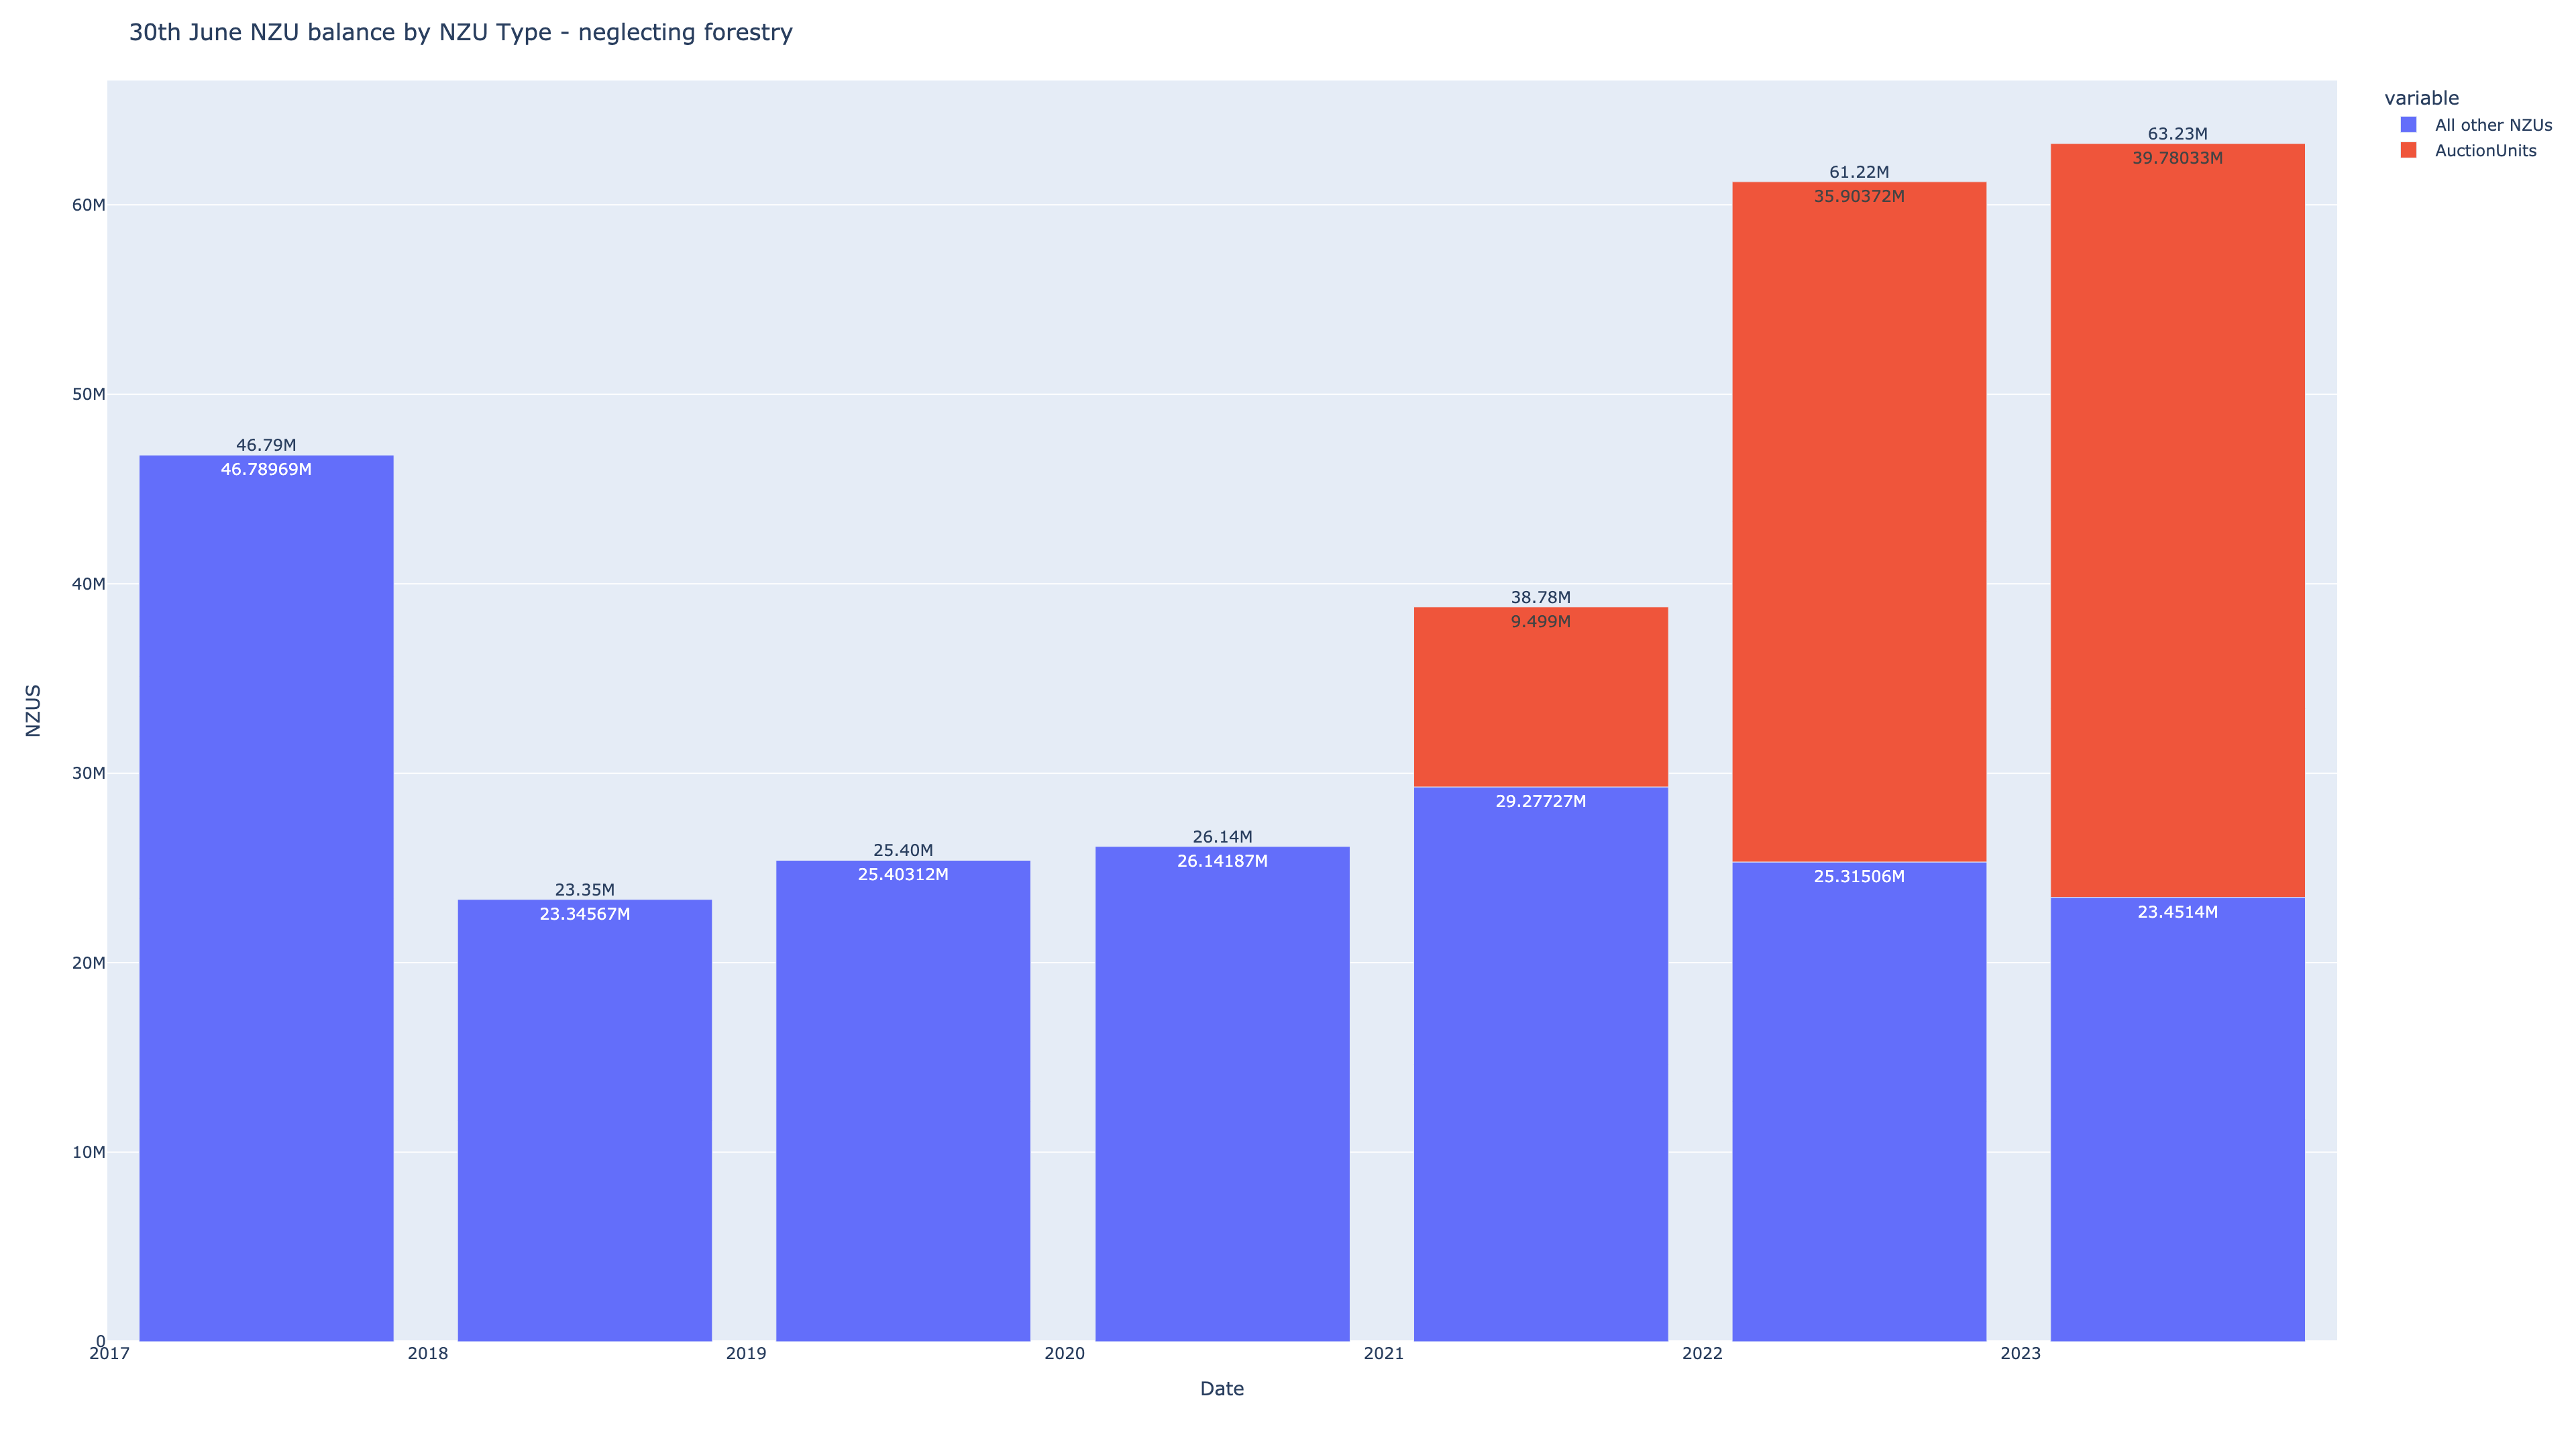 30th June NZU balance by NZU Type - neglecting forestry
variable
All other NZUs
AuctionUnits
NZUS
60M
50M
40M
30M
20M
10M
0
46.79M
46.78969M
23.35M
23.34567M
25.40M
25.40312M
26.14M
26.14187M
38.78M
9.499M
29.27727M
61.22M
35.90372M
25.31506M
63.23M
39.78033M
23.4514M
2017
2018
2019
2020
2021
2022
2023
Date